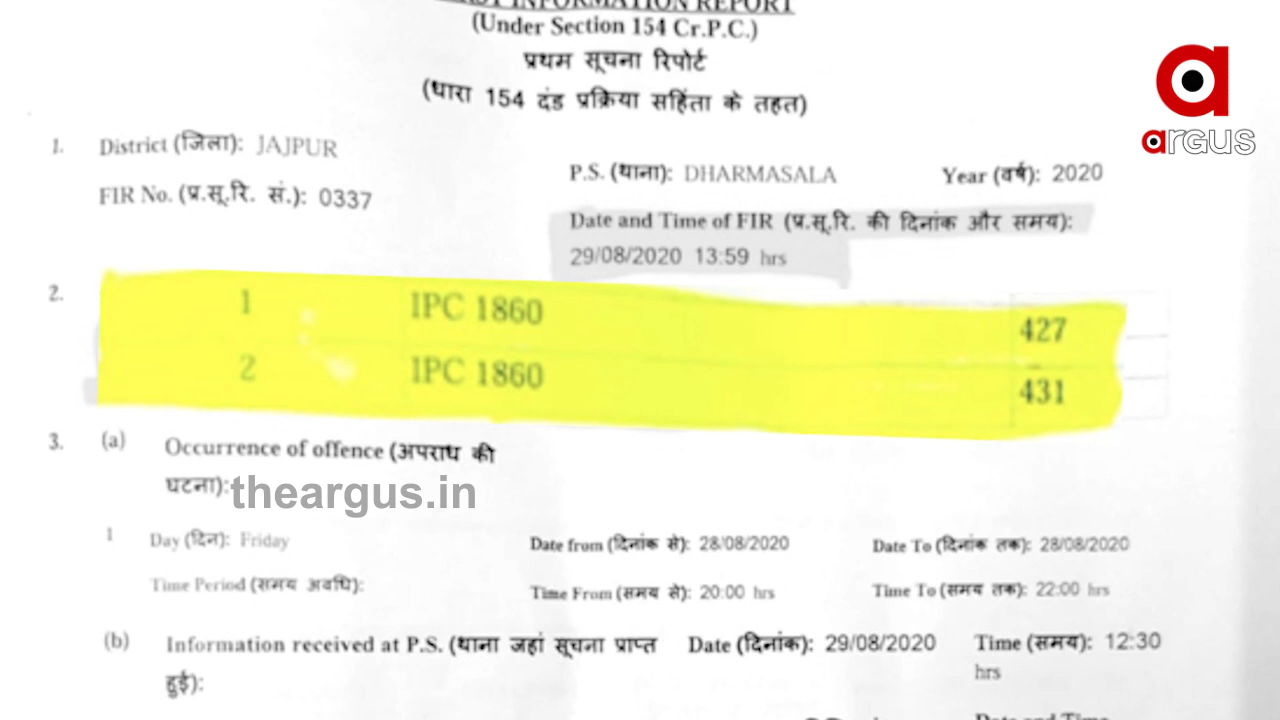 INFORMATION REPORT
(Under Section 154 Cr.P.C.)
प्रथम सूचना रिपोर्ट
(धारा 154 दंड प्रक्रिया सहिंता के तहत)
argus
1. District (जिला): JAJPUR
P.S. (थाना): DHARMASALA Year (वर्ष): 2020
FIR No. (प्र.सू.रि. सं.): 0337
Date and Time of FIR (प्र.सू.रि. की दिनांक और समय):
29/08/2020 13:59 hrs
2. 1 IPC 1860 427
2 IPC 1860 431
3. (a) Occurrence of offence (अपराध की
घटना):
theargus.in
1 Day (दिन): Friday Date from (दिनांक से): 28/08/2020 Date To (दिनांक तक): 28/08/2020
Time Period (समय अवधि): Time From (समय से): 20:00 hrs Time To (समय तक): 22:00 hrs
(b) Information received at P.S. (थाना जहां सूचना प्राप्त Date (दिनांक): 29/08/2020 Time (समय): 12:30
हुई): hrs
Date and Time